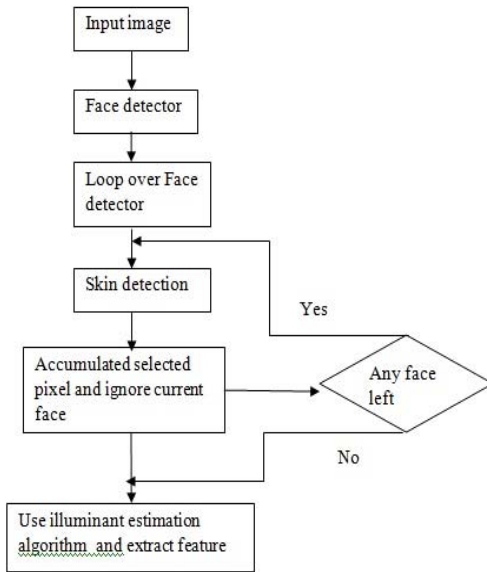 Input image
Face detector
Loop over Face
detector
Skin detection
Yes
Accumulated selected
pixel and ignore current
face
Any face
left
No
Use illuminant estimation
algorithm and extract feature